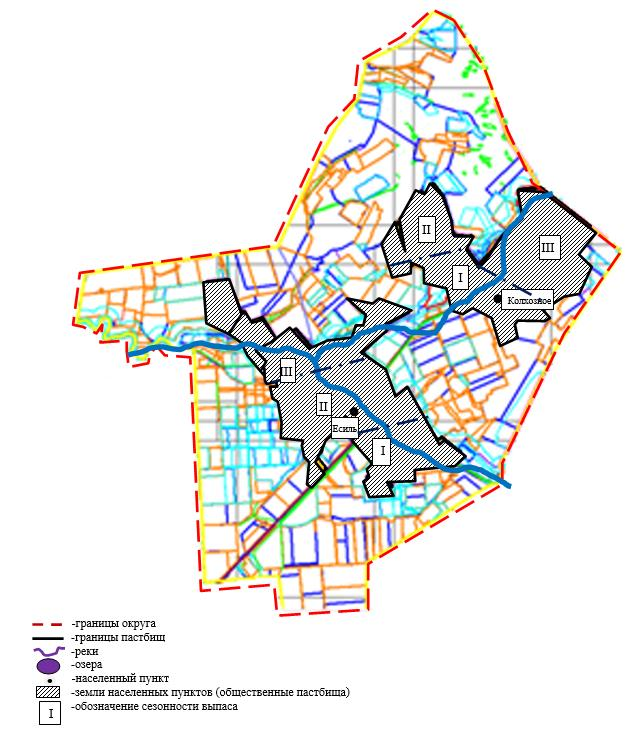 II
III
I
Колхозное
III
II
Есиль
I
-границы округа
-границы пастбищ
-реки
-озера
-населенный пункт
-земли населенных пунктов (общественные пастбища)
I -обозначение сезонности выпаса